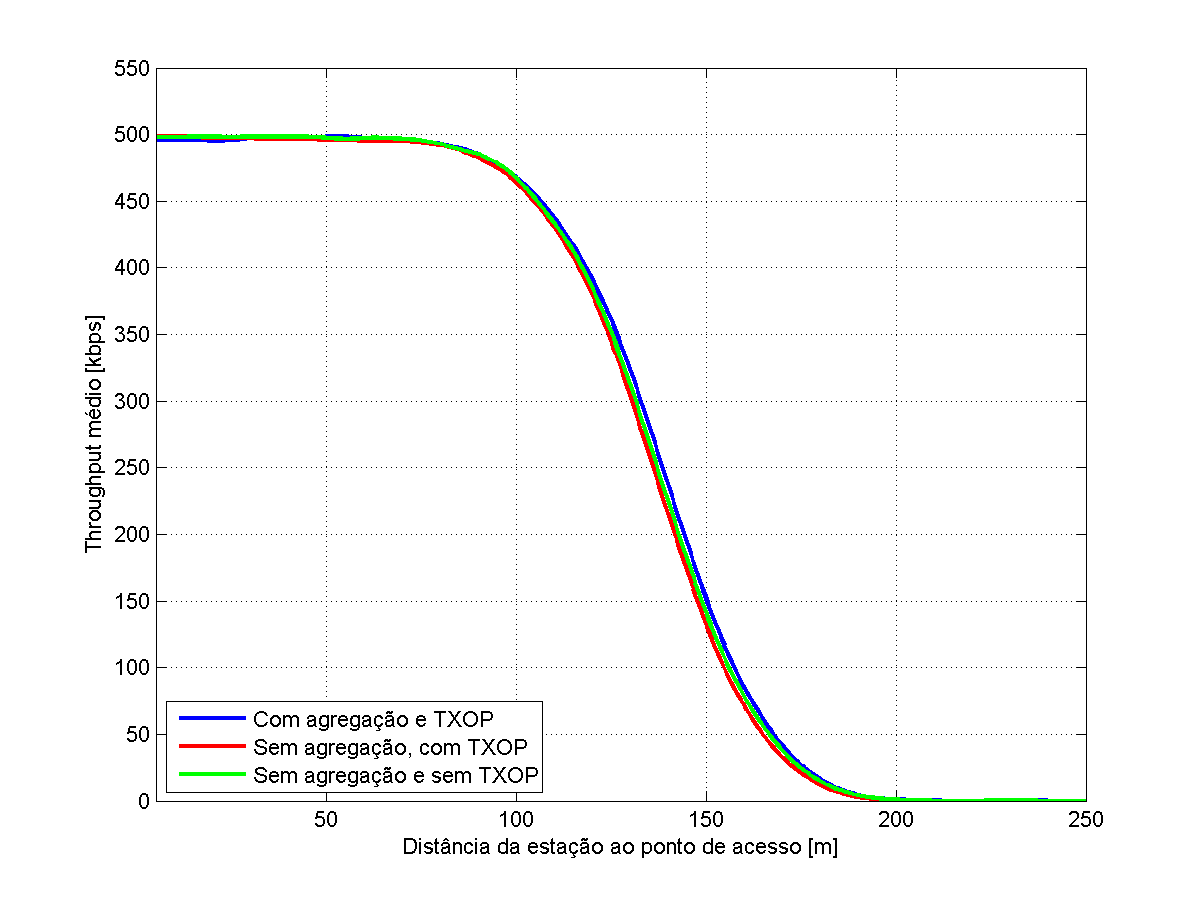 550
500
450
400
350
300
250
200
150
100
50
0
Throughput médio [kbps]
Com agregação e TXOP
Sem agregação, com TXOP
Sem agregação e sem TXOP
50 100 150 200 250
Distância da estação ao ponto de acesso [m]